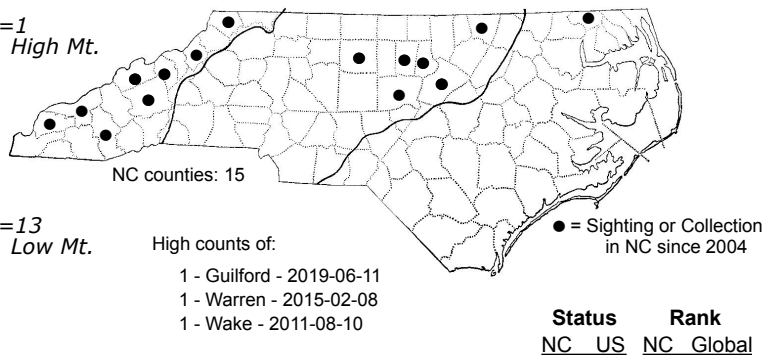 =1
High Mt.
NC counties: 15
=13
Low Mt.
High counts of:
1 - Guilford - 2019-06-11
1 - Warren - 2015-02-08
1 - Wake - 2011-08-10
● = Sighting or Collection
in NC since 2004
Status Rank
NC US NC Global